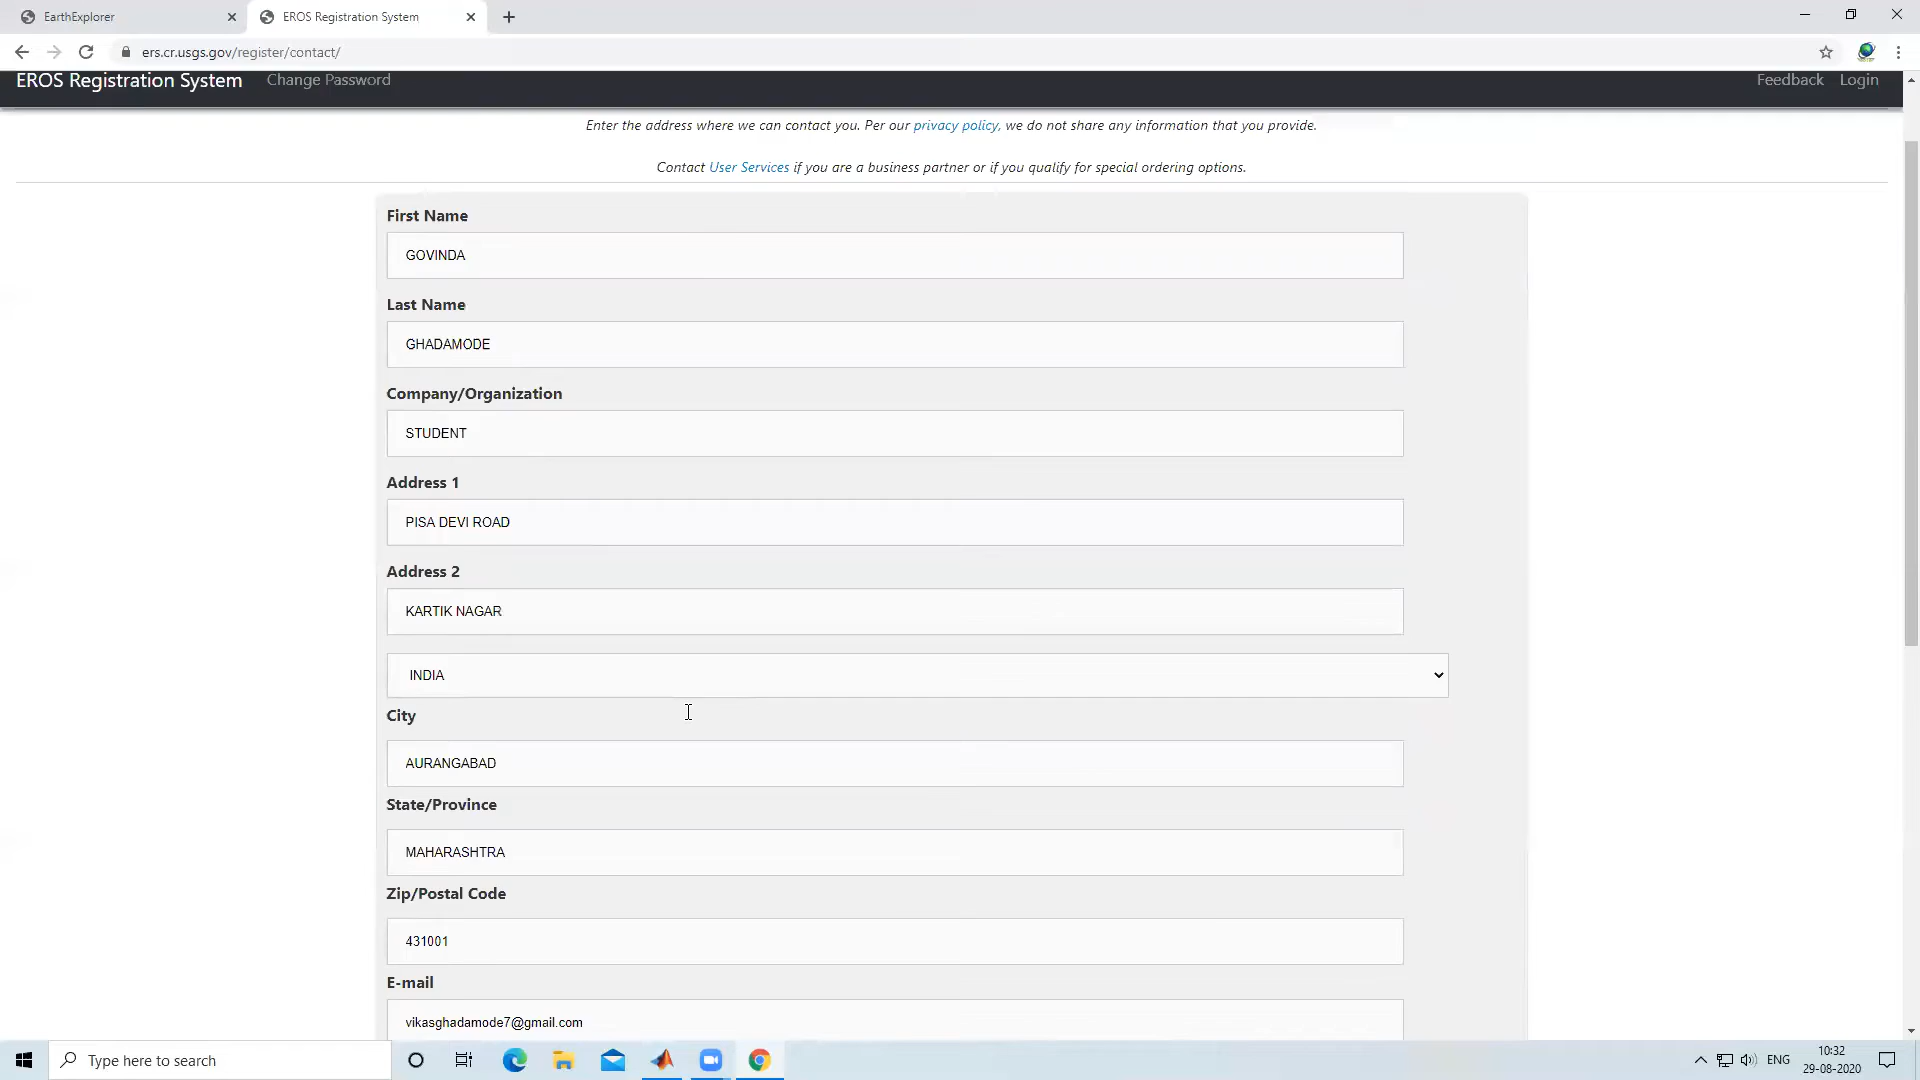 EarthExplorer
EROS Registration System
ers.cr.usgs.gov/register/contact/
EROS Registration System Change Password Feedback Login
Enter the address where we can contact you. Per our privacy policy, we do not share any information that you provide.
Contact User Services if you are a business partner or if you qualify for special ordering options.
First Name
GOVINDA
Last Name
GHADAMODE
Company/Organization
STUDENT
Address 1
PISA DEVI ROAD
Address 2
KARTIK NAGAR
INDIA
City
AURANGABAD
State/Province
MAHARASHTRA
Zip/Postal Code
431001
E-mail
vikasghadamode7@gmail.com
Type here to search
ENG
10:32
29-08-2020